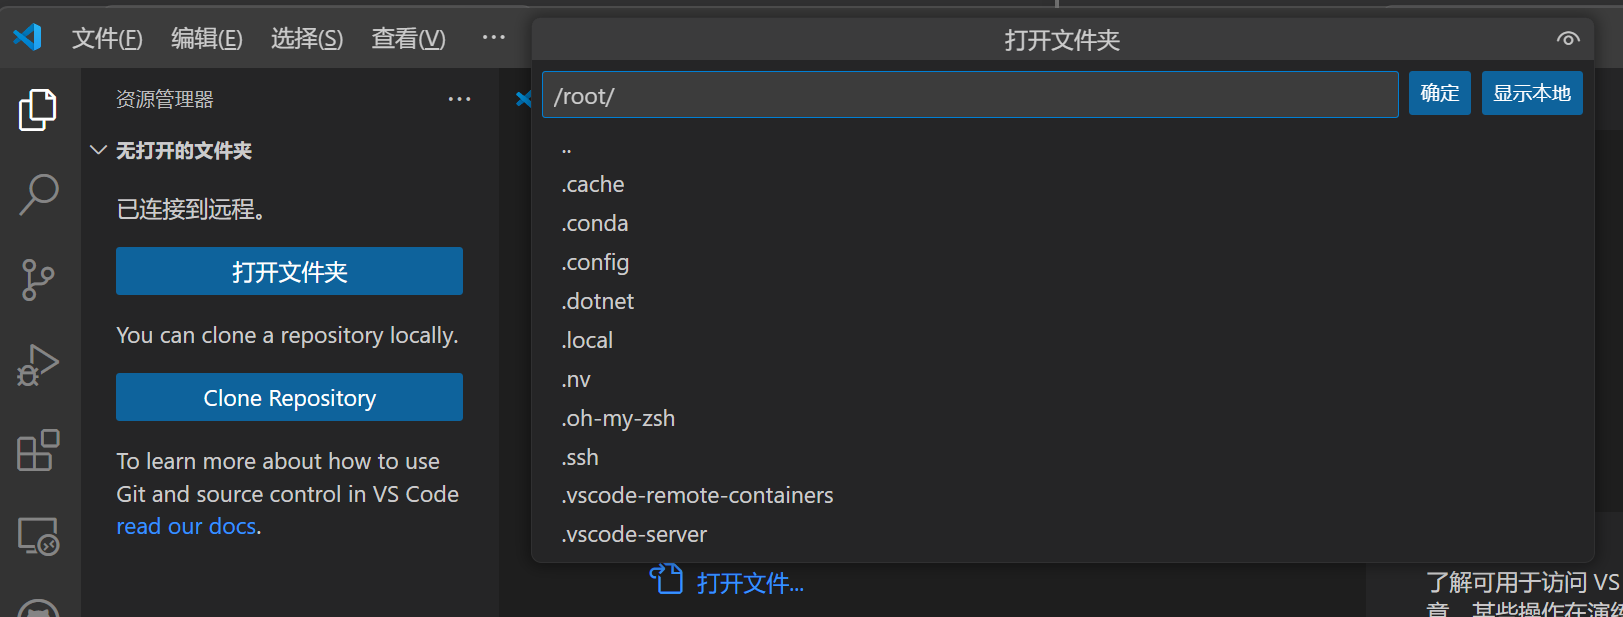 文件(F) 编辑(E) 选择(S) 查看(V) ···
打开文件夹
资源管理器 ···
无打开的文件夹
已连接到远程。
打开文件夹
You can clone a repository locally.
Clone Repository
To learn more about how to use
Git and source control in VS Code
read our docs.
/root/
确定 显示本地
..
.cache
.conda
.config
.dotnet
.local
.nv
.oh-my-zsh
.ssh
.vscode-remote-containers
.vscode-server
打开文件...
了解可用于访问 VS
章。某些操作在演练